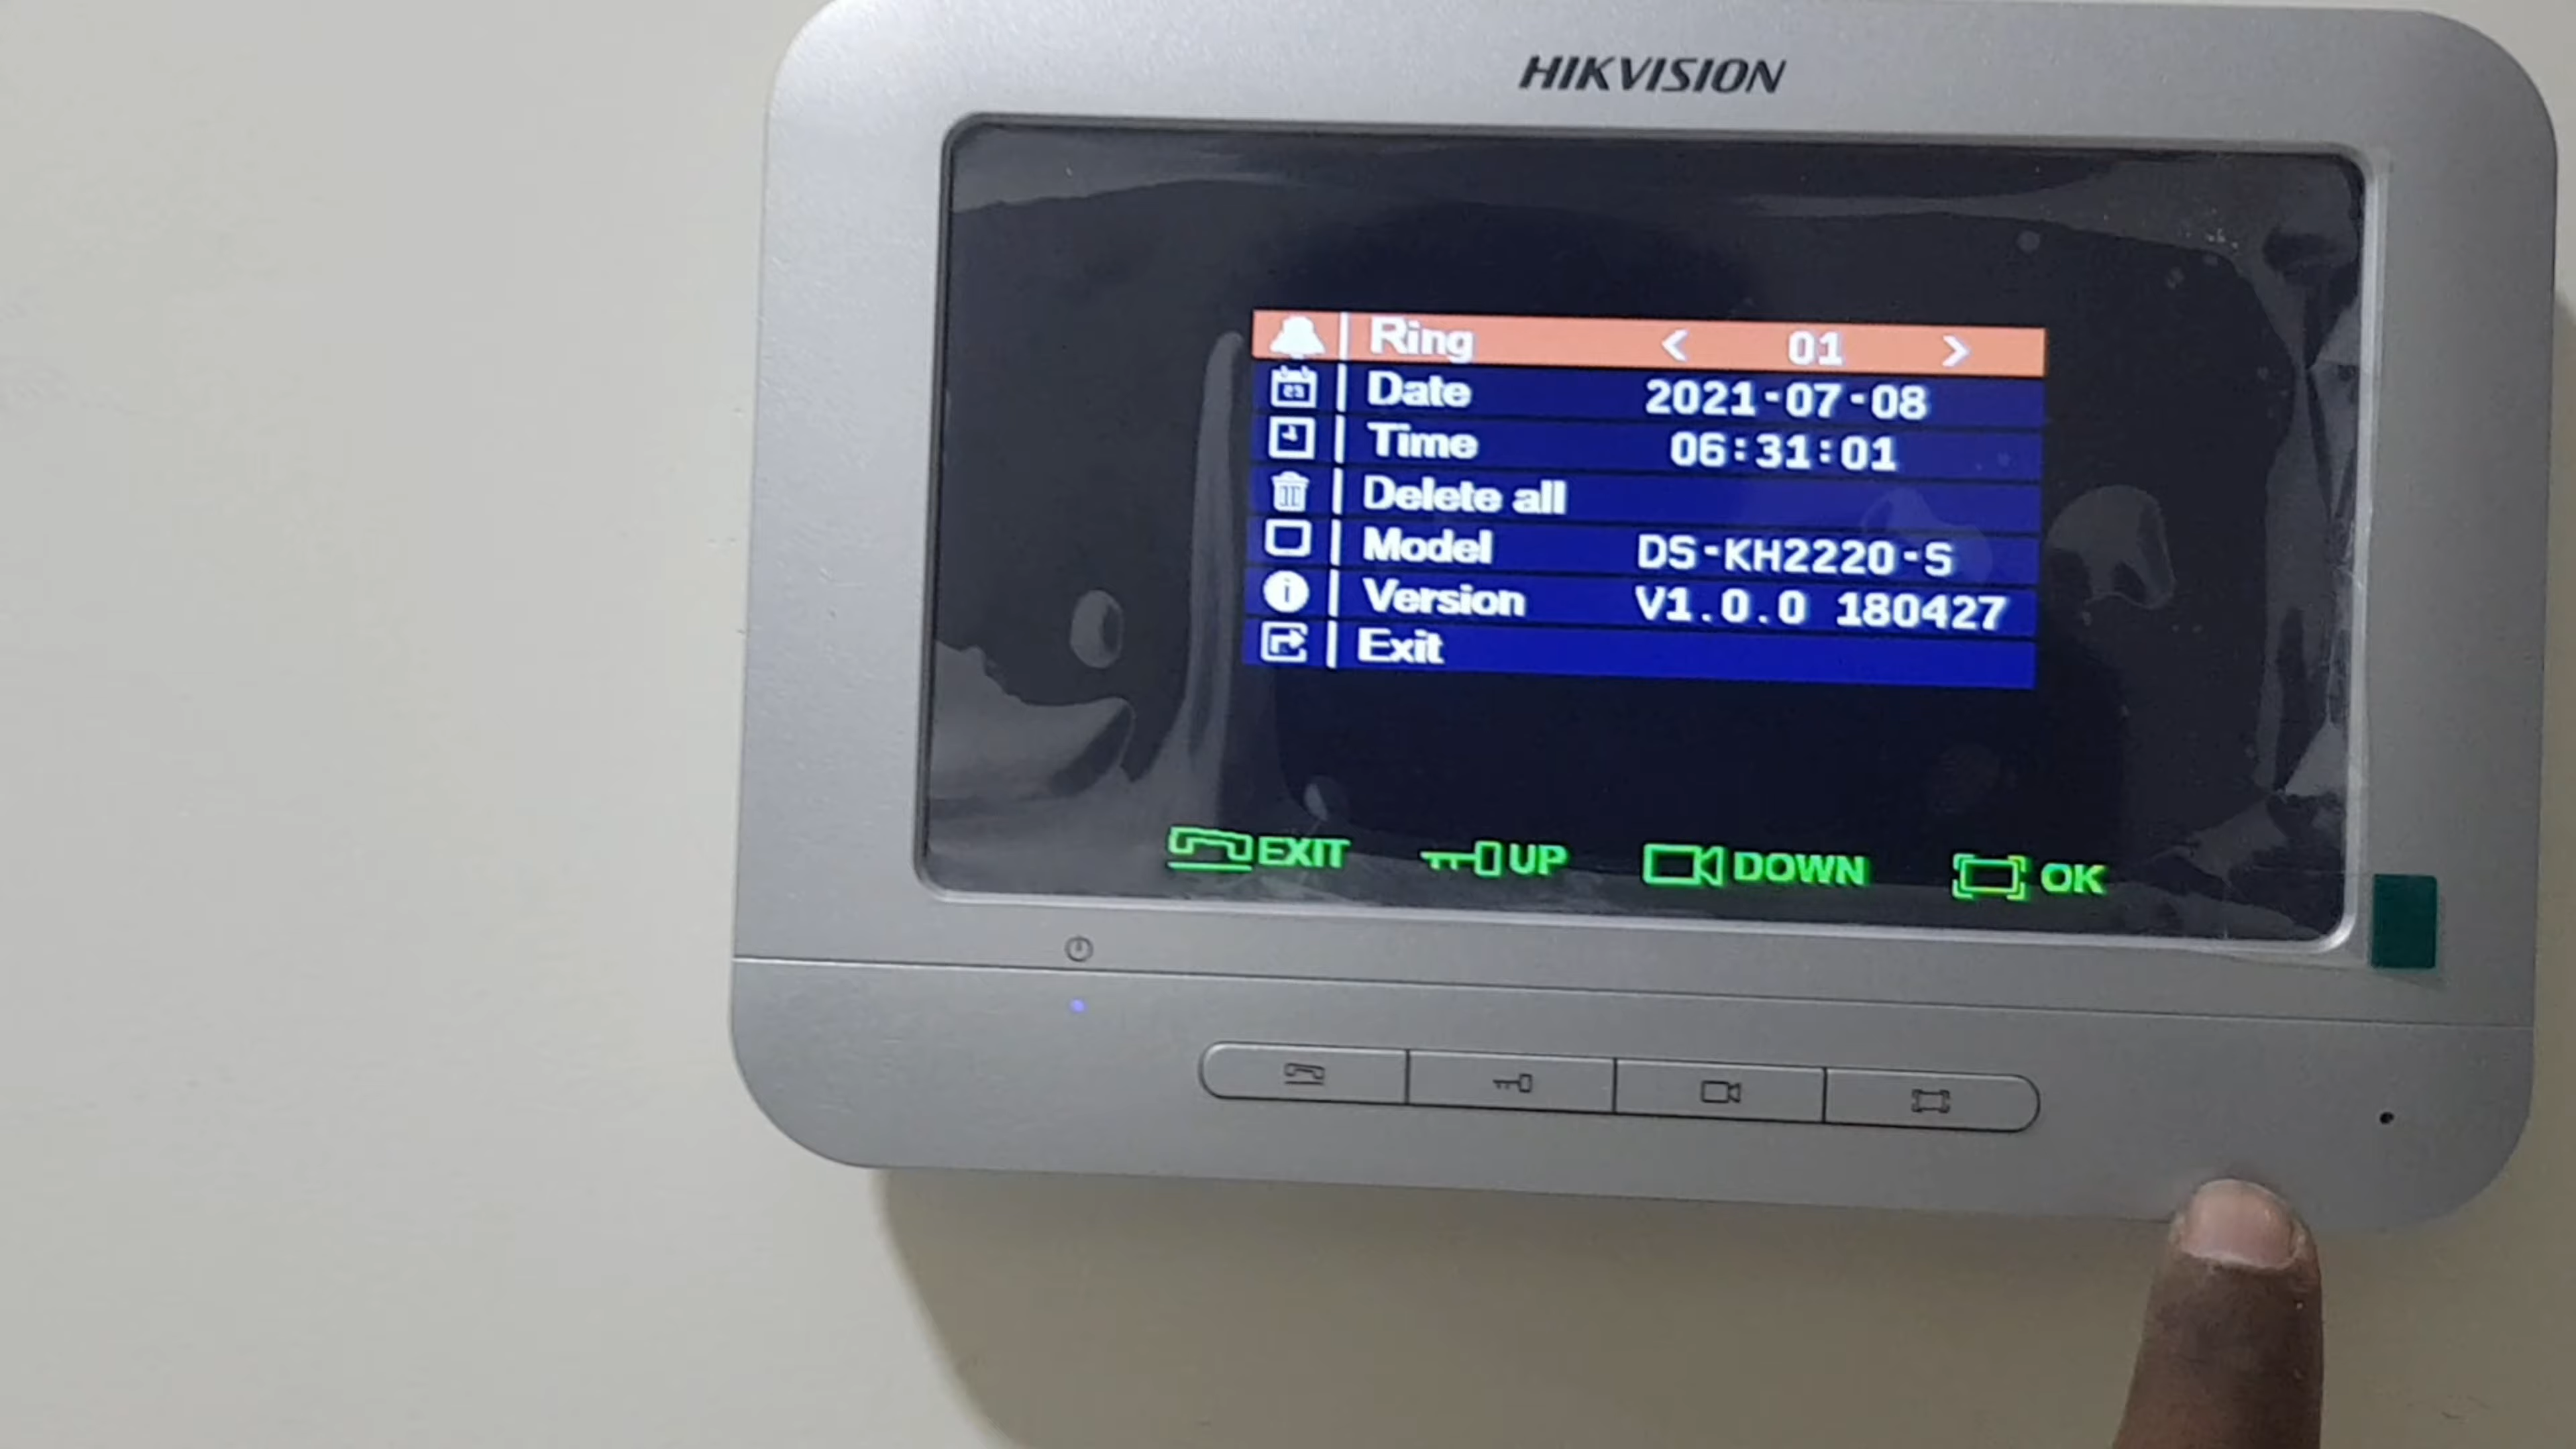 HIKVISION
Ring < 01 >
Date 2021-07-08
Time 06:31:01
Delete all
Model DS-KH2220-S
Version V1.0.0 180427
Exit
EXIT UP DOWN OK